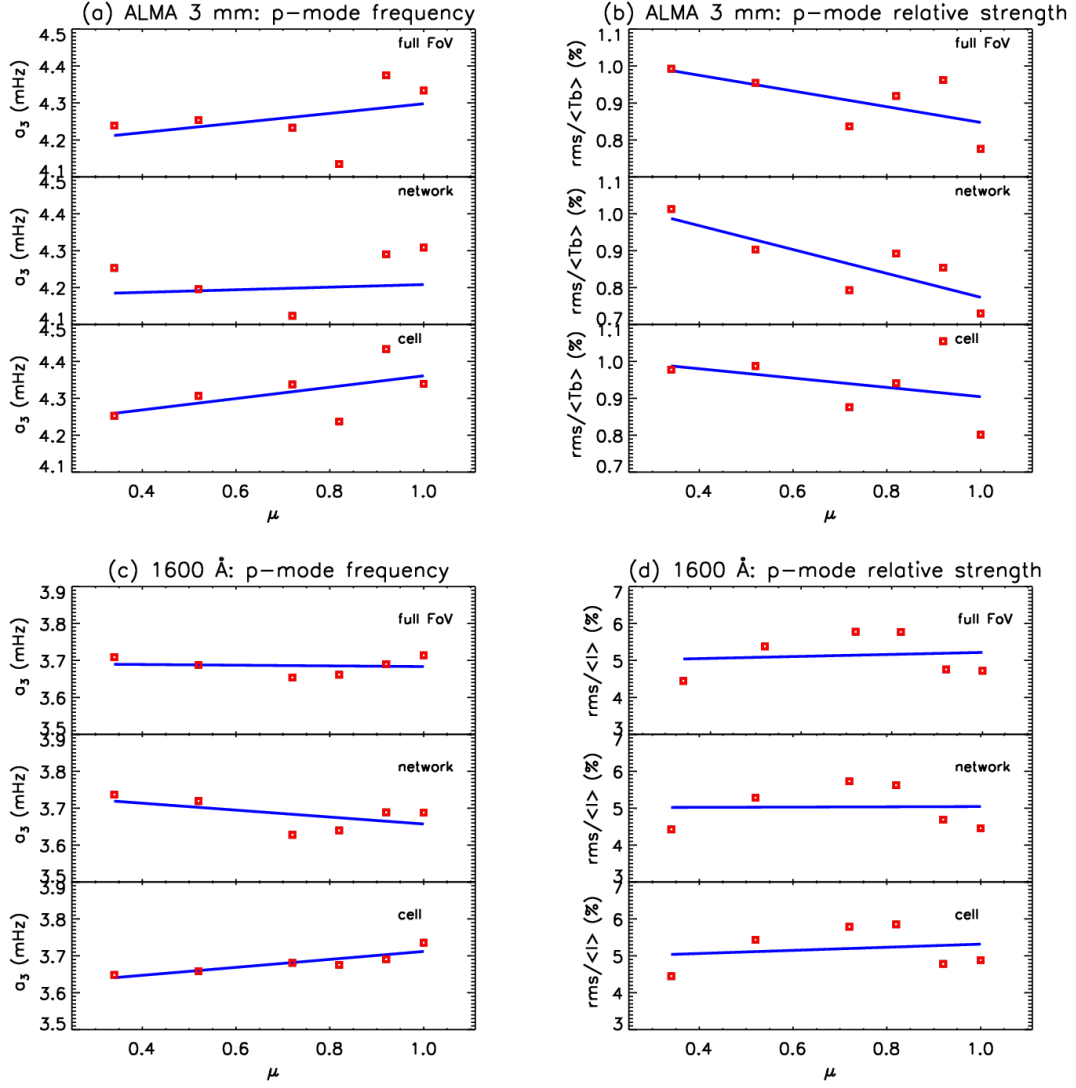 (a) ALMA 3 mm: p-mode frequency
4.5
full FoV
4.4
4.3
4.2
4.1
a3 (mHz)
4.5
network
4.4
4.3
4.2
4.1
a3 (mHz)
4.5
cell
4.4
4.3
4.2
4.1
a3 (mHz)
0.4 0.6 0.8 1.0
μ
(b) ALMA 3 mm: p-mode relative strength
1.1
full FoV
1.0
0.9
0.8
rms/<Tb> (%)
1.1
network
1.0
0.9
0.8
0.7
rms/<Tb> (%)
1.1
cell
1.0
0.9
0.8
0.7
rms/<Tb> (%)
0.4 0.6 0.8 1.0
μ
(c) 1600 Å: p-mode frequency
3.9
full FoV
3.8
3.7
3.6
3.5
a3 (mHz)
3.9
network
3.8
3.7
3.6
3.5
a3 (mHz)
3.9
cell
3.8
3.7
3.6
3.5
a3 (mHz)
0.4 0.6 0.8 1.0
μ
(d) 1600 Å: p-mode relative strength
7
full FoV
6
5
4
3
rms/<I> (%)
7
network
6
5
4
3
rms/<I> (%)
7
cell
6
5
4
3
rms/<I> (%)
0.4 0.6 0.8 1.0
μ